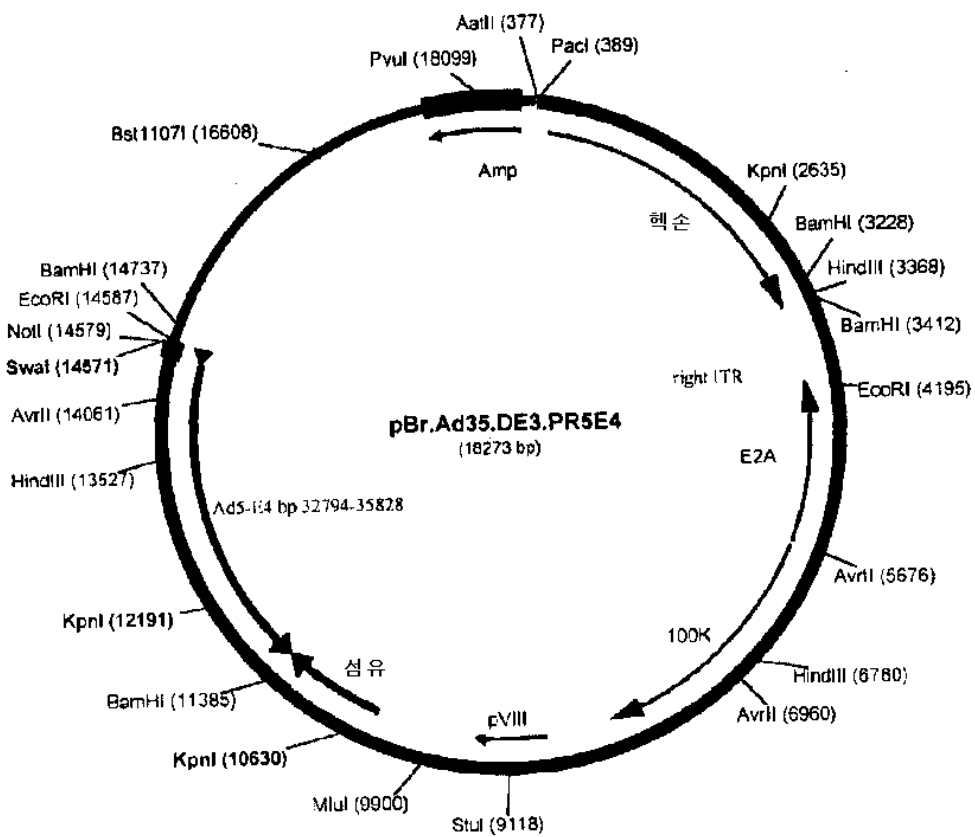 AatII (377)
PacI (389)
PvuI (18099)
Bst1107I (16608)
Amp
KpnI (2635)
헥손
BamHI (3228)
HindIII (3368)
BamHI (3412)
BamHI (14737)
EcoRI (14587)
NotI (14579)
SwaI (14571)
right ITR
EcoRI (4195)
AvrII (14061)
pBr.Ad35.DE3.PR5E4
(18273 bp)
E2A
HindIII (13527)
Ad5-E4 bp 32794-35828
AvrII (5676)
KpnI (12191)
100K
섬유
HindIII (6780)
BamHI (11385)
AvrII (6960)
pVIII
KpnI (10630)
MluI (9900)
StuI (9118)